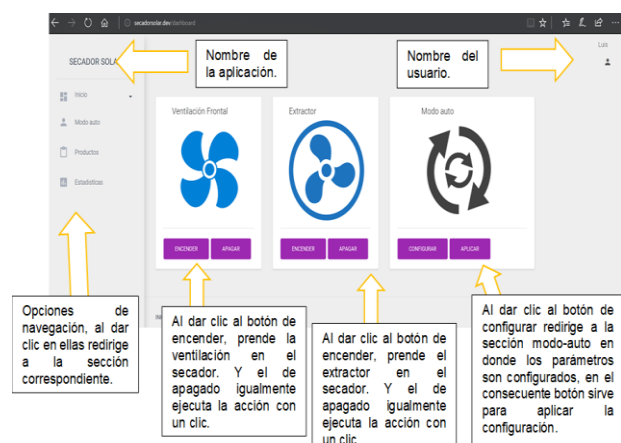 secadorsolar.dev/dashboard
Luis
SECADOR SOLA
Nombre de
la aplicación.
Nombre del
usuario.
Inicio
Modo auto
Productos
Estadísticas
Ventilación Frontal
Extractor
Modo auto
ENCENDER APAGAR
ENCENDER APAGAR
CONFIGURAR APLICAR
Opciones de
navegación, al dar
clic en ellas redirige
a la sección
correspondiente.
Al dar clic al botón de
encender, prende la
ventilación en el
secador. Y el de
apagado igualmente
ejecuta la acción con
un clic.
Al dar clic al botón de
encender, prende el
extractor en el
secador. Y el de
apagado igualmente
ejecuta la acción con
un clic.
Al dar clic al botón de
configurar redirige a la
sección modo-auto en
donde los parámetros
son configurados, en el
consecuente botón sirve
para aplicar la
configuración.